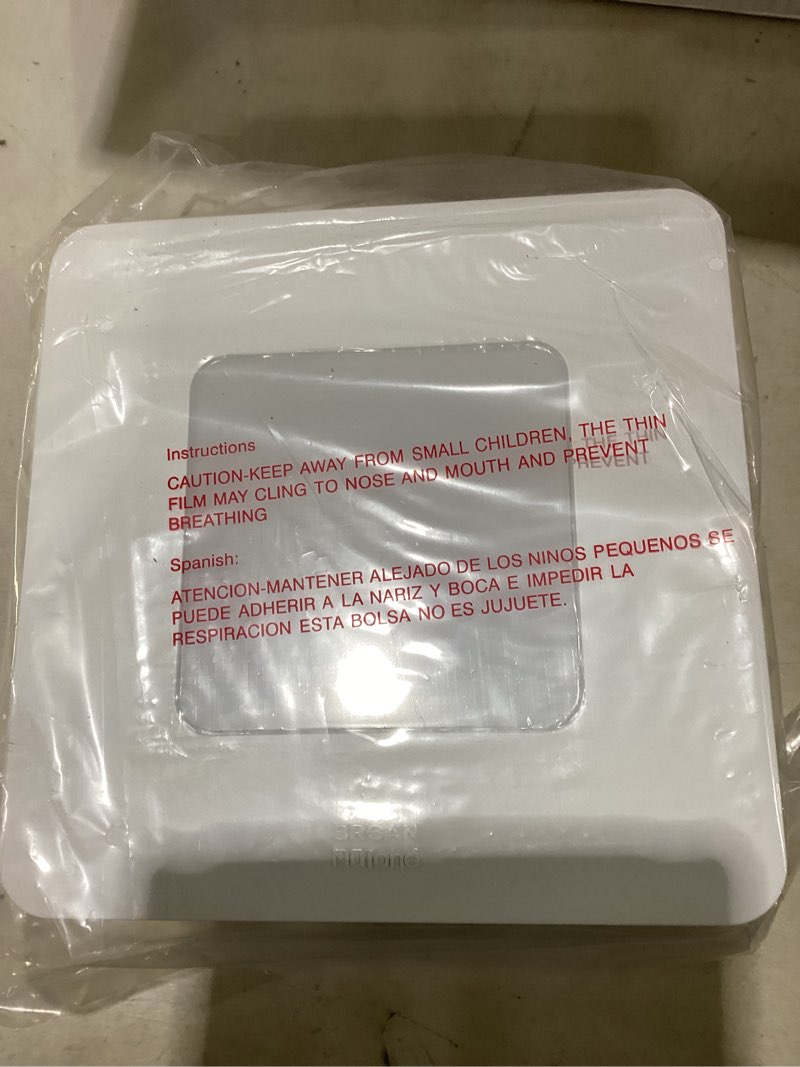 Instructions
CAUTION-KEEP AWAY FROM SMALL CHILDREN, THE THIN
FILM MAY CLING TO NOSE AND MOUTH AND PREVENT
BREATHING
Spanish:
ATENCION-MANTENER ALEJADO DE LOS NINOS PEQUENOS SE
PUEDE ADHERIR A LA NARIZ Y BOCA E IMPEDIR LA
RESPIRACION ESTA BOLSA NO ES JUJUETE.